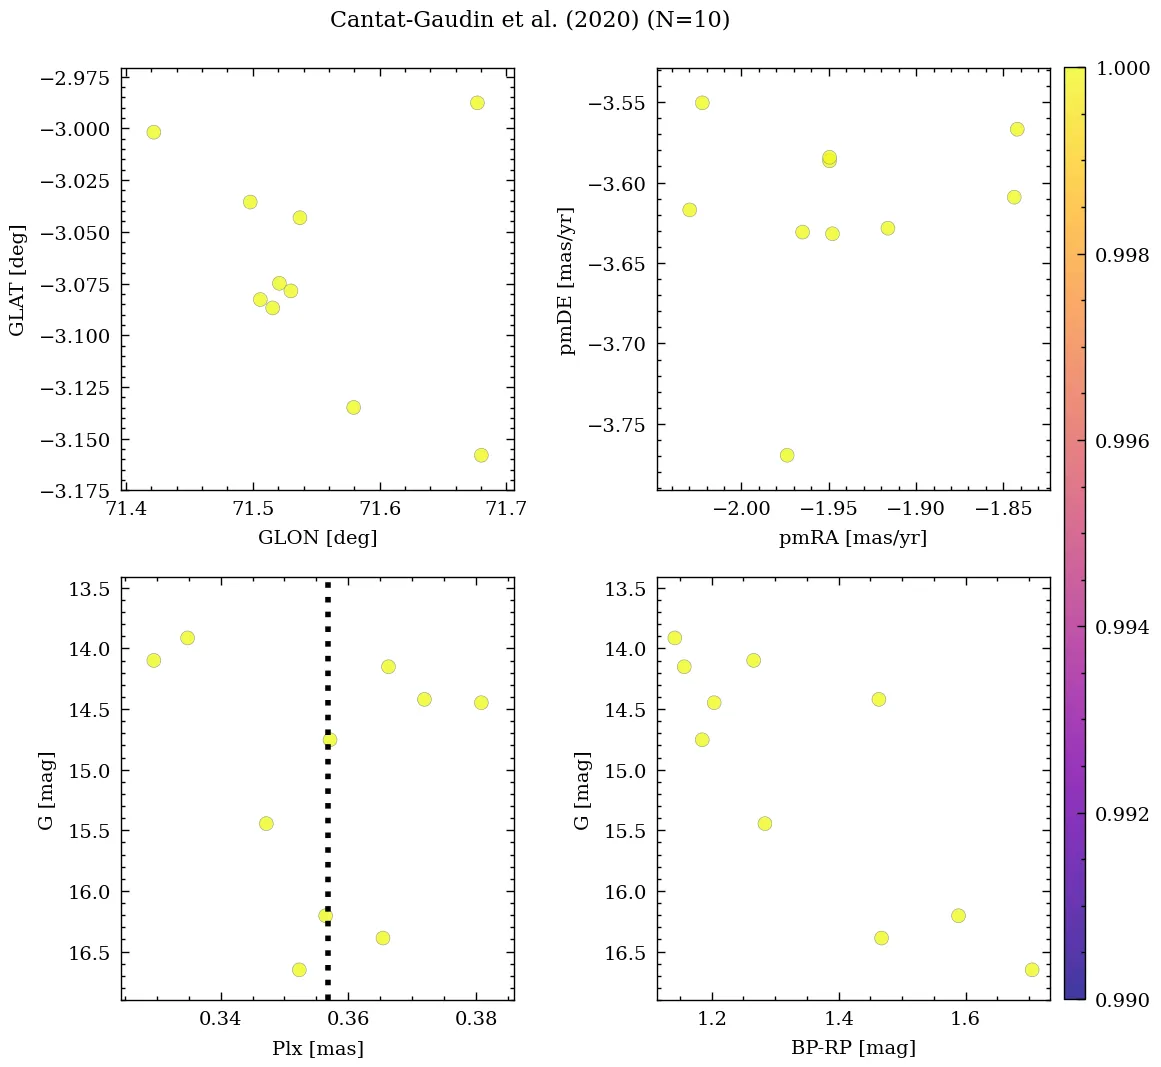 Cantat-Gaudin et al. (2020) (N=10)
−2.975
−3.000
−3.025
−3.050
−3.075
−3.100
−3.125
−3.150
−3.175
GLAT [deg]
71.4 71.5 71.6 71.7
GLON [deg]
−3.55
−3.60
−3.65
−3.70
−3.75
pmDE [mas/yr]
−2.00 −1.95 −1.90 −1.85
pmRA [mas/yr]
13.5
14.0
14.5
15.0
15.5
16.0
16.5
G [mag]
0.34 0.36 0.38
Plx [mas]
13.5
14.0
14.5
15.0
15.5
16.0
16.5
G [mag]
1.2 1.4 1.6
BP-RP [mag]
1.000
0.998
0.996
0.994
0.992
0.990